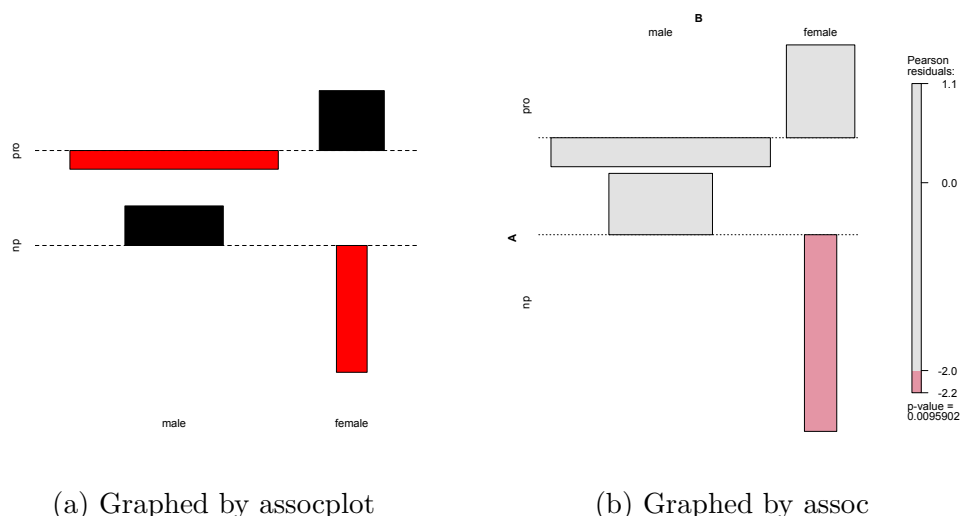 pro
np
male female
B
male female
pro
A
np
Pearson
residuals:
1.1
0.0
-2.0
-2.2
p-value =
0.0095902
(a) Graphed by assocplot
(b) Graphed by assoc